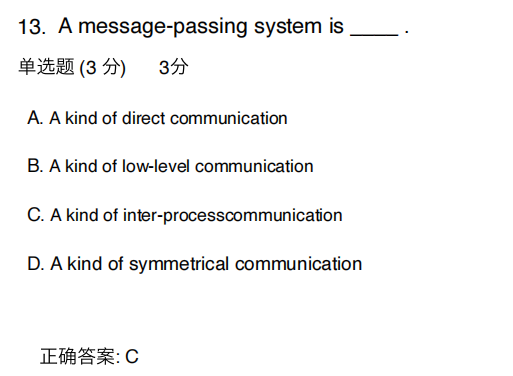 13. A message-passing system is ____ .
单选题 (3 分) 3分
A. A kind of direct communication
B. A kind of low-level communication
C. A kind of inter-processcommunication
D. A kind of symmetrical communication
正确答案: C